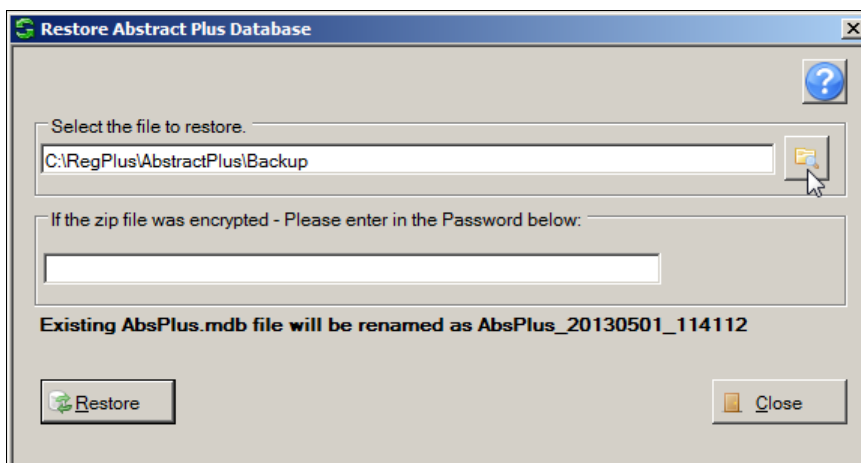 Restore Abstract Plus Database
Select the file to restore.
C:\RegPlus\AbstractPlus\Backup
If the zip file was encrypted - Please enter in the Password below:
Existing AbsPlus.mdb file will be renamed as AbsPlus_20130501_114112
Restore
Close